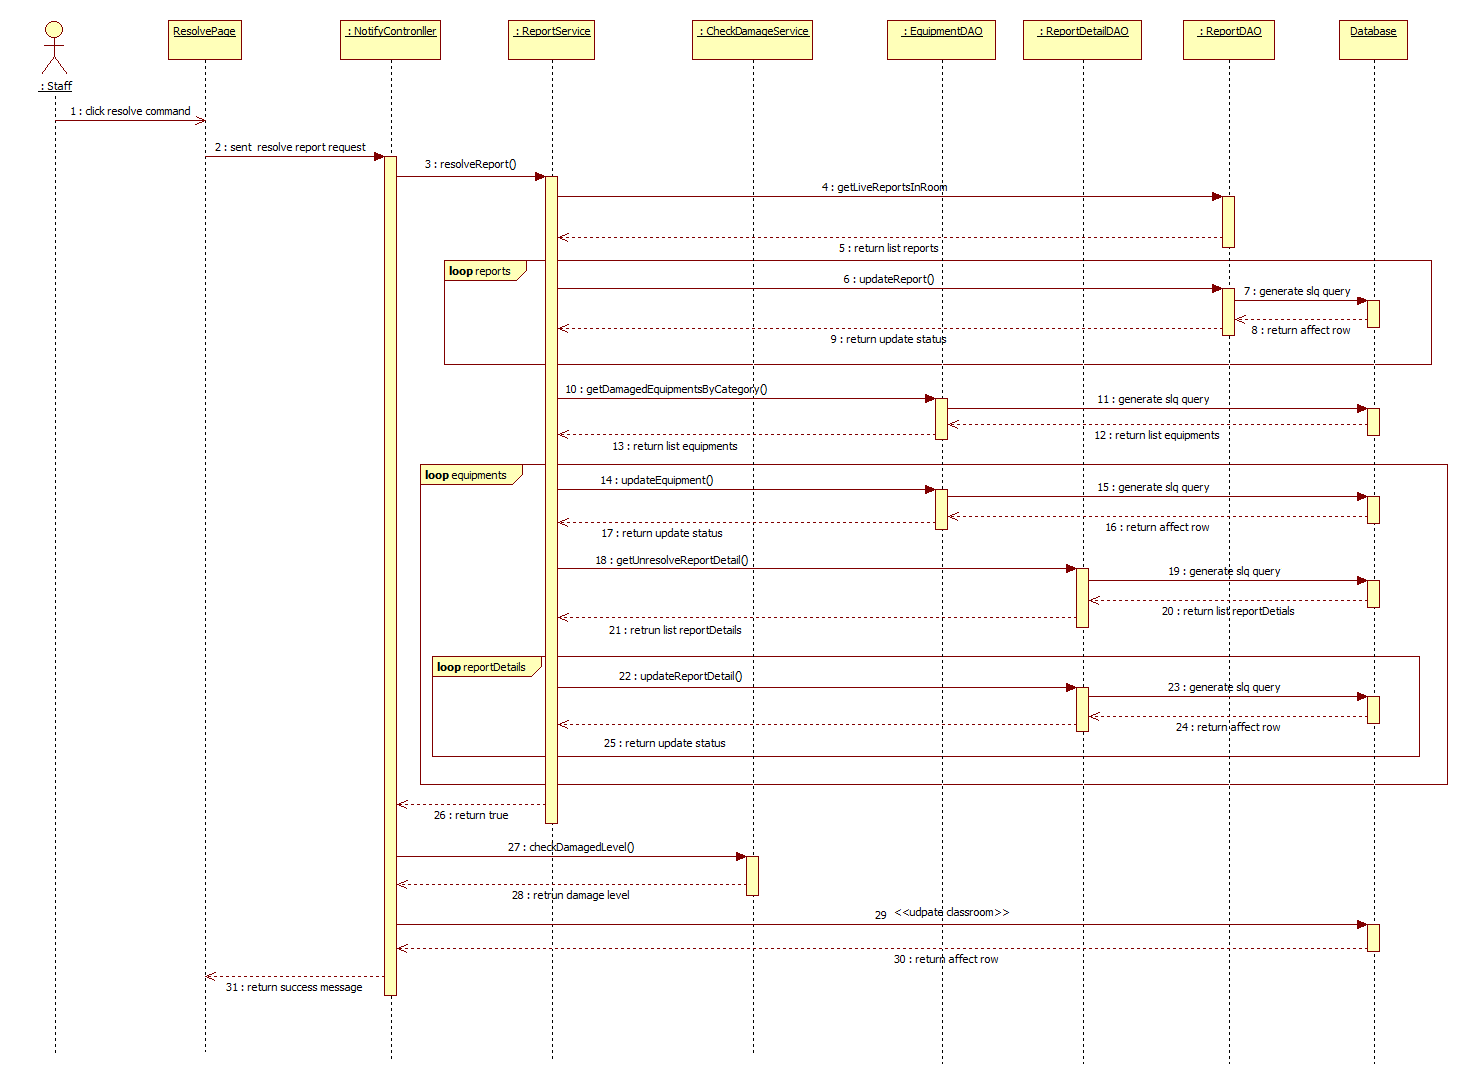 ResolvePage
: NotifyContronller
: ReportService
: CheckDamageService
: EquipmentDAO
: ReportDetailDAO
: ReportDAO
Database
: Staff
1 : click resolve command
2 : sent  resolve report request
3 : resolveReport()
4 : getLiveReportsInRoom
5 : return list reports
loop reports
6 : updateReport()
7 : generate slq query
8 : return affect row
9 : return update status
10 : getDamagedEquipmentsByCategory()
11 : generate slq query
12 : return list equipments
13 : return list equipments
loop equipments
14 : updateEquipment()
15 : generate slq query
16 : return affect row
17 : return update status
18 : getUnresolveReportDetail()
19 : generate slq query
20 : return list reportDetials
21 : retrun list reportDetails
loop reportDetails
22 : updateReportDetail()
23 : generate slq query
24 : return affect row
25 : return update status
26 : return true
27 : checkDamagedLevel()
28 : retrun damage level
29 <<udpate classroom>>
30 : return affect row
31 : return success message